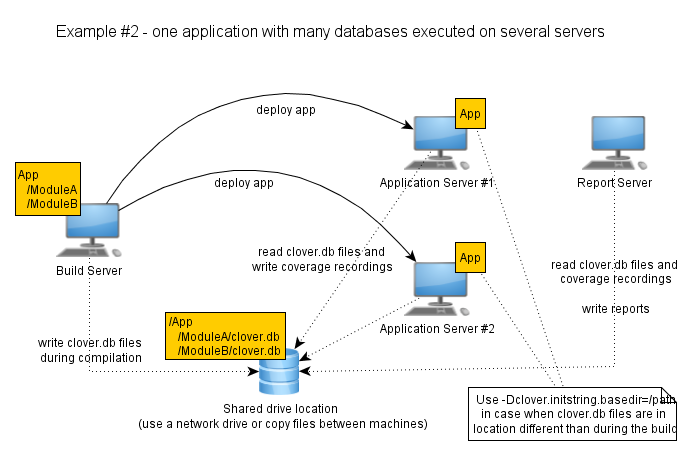 Example #2 - one application with many databases executed on several servers
deploy app
App
Application Server #1
Report Server
App
/ModuleA
/ModuleB
Build Server
deploy app
App
Application Server #2
read clover.db files and
write coverage recordings
read clover.db files and
coverage recordings
write reports
write clover.db files
during compilation
/App
/ModuleA/clover.db
/ModuleB/clover.db
Shared drive location
(use a network drive or copy files between machines)
Use -Dclover.initstring.basedir=/path
in case when clover.db files are in
location different than during the build